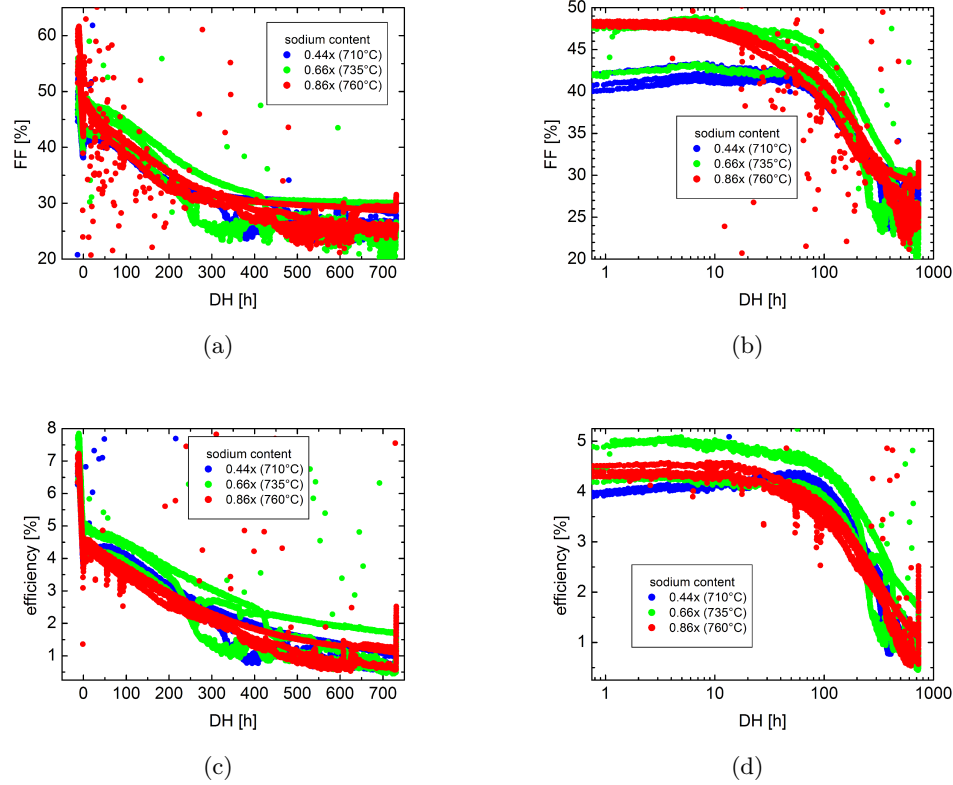 60
50
40
30
20
FF [%]
0 100 200 300 400 500 600 700
DH [h]
sodium content
0.44x (710°C)
0.66x (735°C)
0.86x (760°C)
(a)
50
45
40
35
30
25
20
FF [%]
1 10 100 1000
DH [h]
sodium content
0.44x (710°C)
0.66x (735°C)
0.86x (760°C)
(b)
8
7
6
5
4
3
2
1
efficiency [%]
0 100 200 300 400 500 600 700
DH [h]
sodium content
0.44x (710°C)
0.66x (735°C)
0.86x (760°C)
(c)
5
4
3
2
1
efficiency [%]
1 10 100 1000
DH [h]
sodium content
0.44x (710°C)
0.66x (735°C)
0.86x (760°C)
(d)